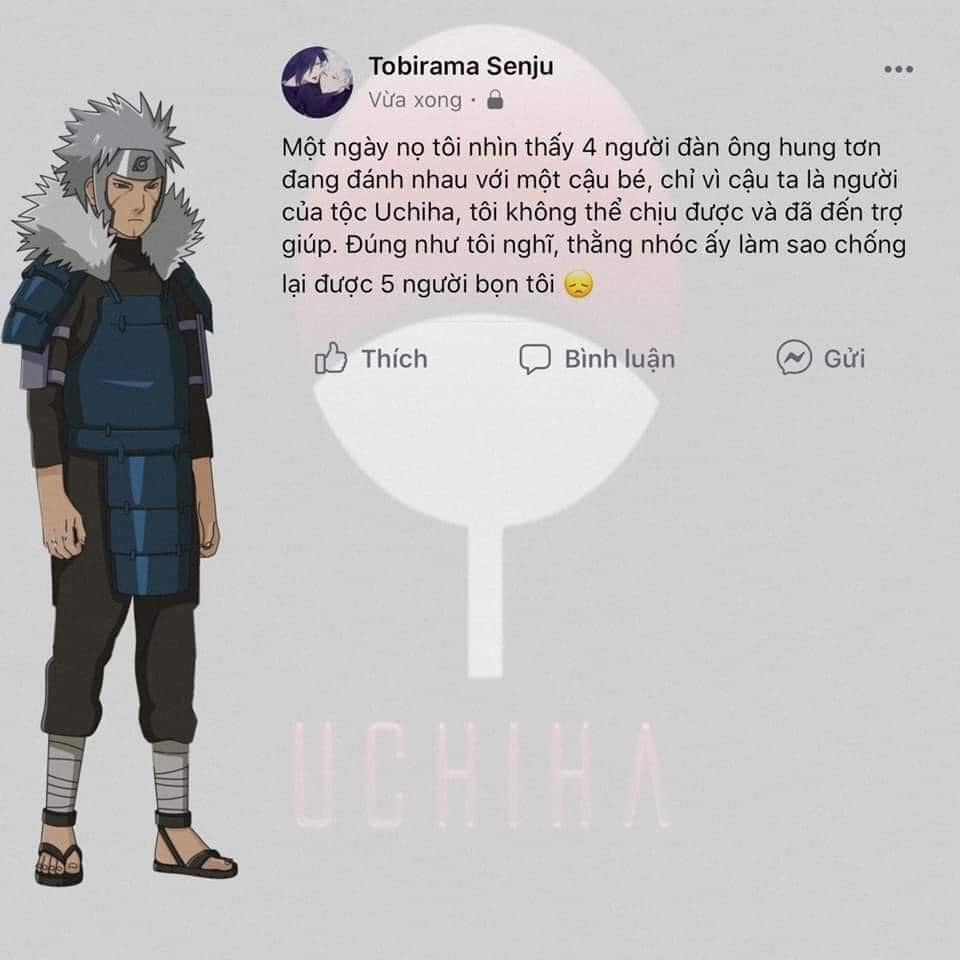 Tobirama Senju
Vừa xong ·
Một ngày nọ tôi nhìn thấy 4 người đàn ông hung tơn
đang đánh nhau với một cậu bé, chỉ vì cậu ta là người
của tộc Uchiha, tôi không thể chịu được và đã đến trợ
giúp. Đúng như tôi nghĩ, thằng nhóc ấy làm sao chống
lại được 5 người bọn tôi 😞
Thích Bình luận Gửi
UCHIHA